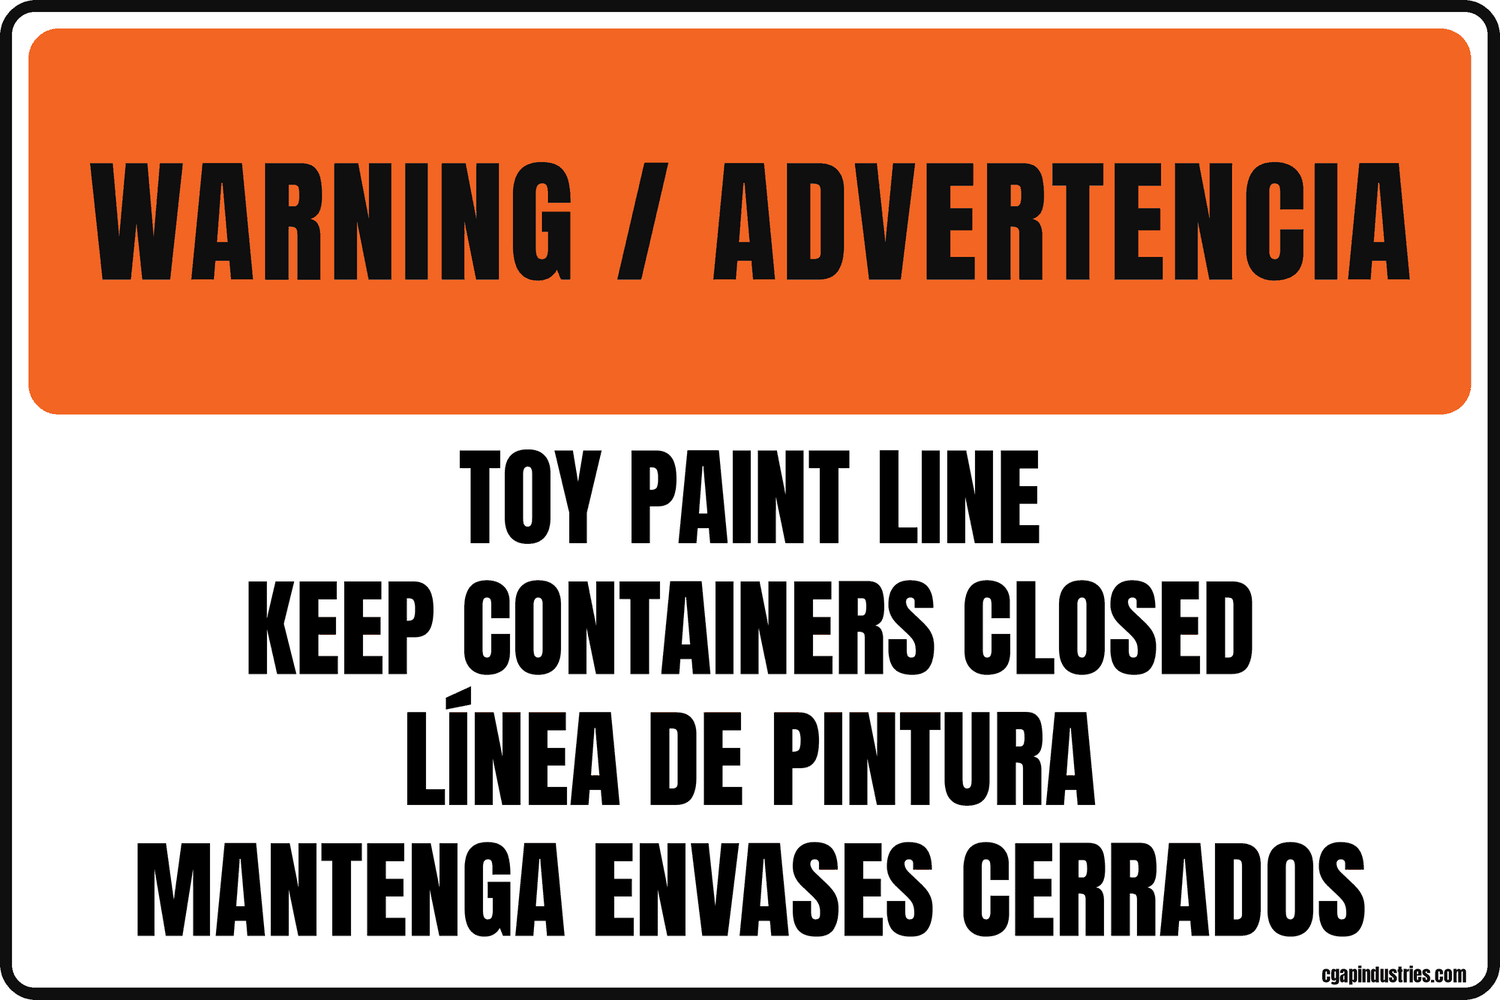 WARNING / ADVERTENCIA
TOY PAINT LINE
KEEP CONTAINERS CLOSED
LÍNEA DE PINTURA
MANTENGA ENVASES CERRADOS
cgapindustries.com